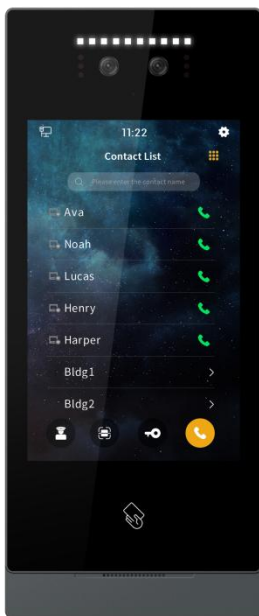 11:22
Contact List
Please enter the contact name
Ava
Noah
Lucas
Henry
Harper
Bldg1
Bldg2